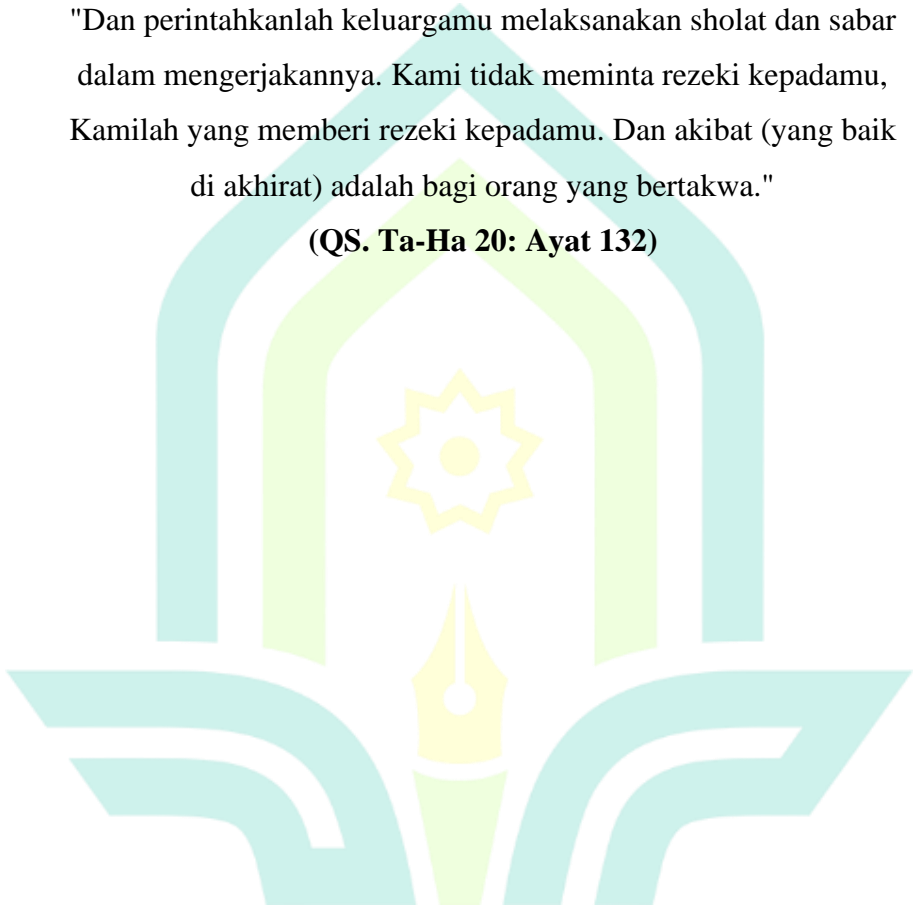 "Dan perintahkanlah keluargamu melaksanakan sholat dan sabar
dalam mengerjakannya. Kami tidak meminta rezeki kepadamu,
Kamilah yang memberi rezeki kepadamu. Dan akibat (yang baik
di akhirat) adalah bagi orang yang bertakwa."
(QS. Ta-Ha 20: Ayat 132)